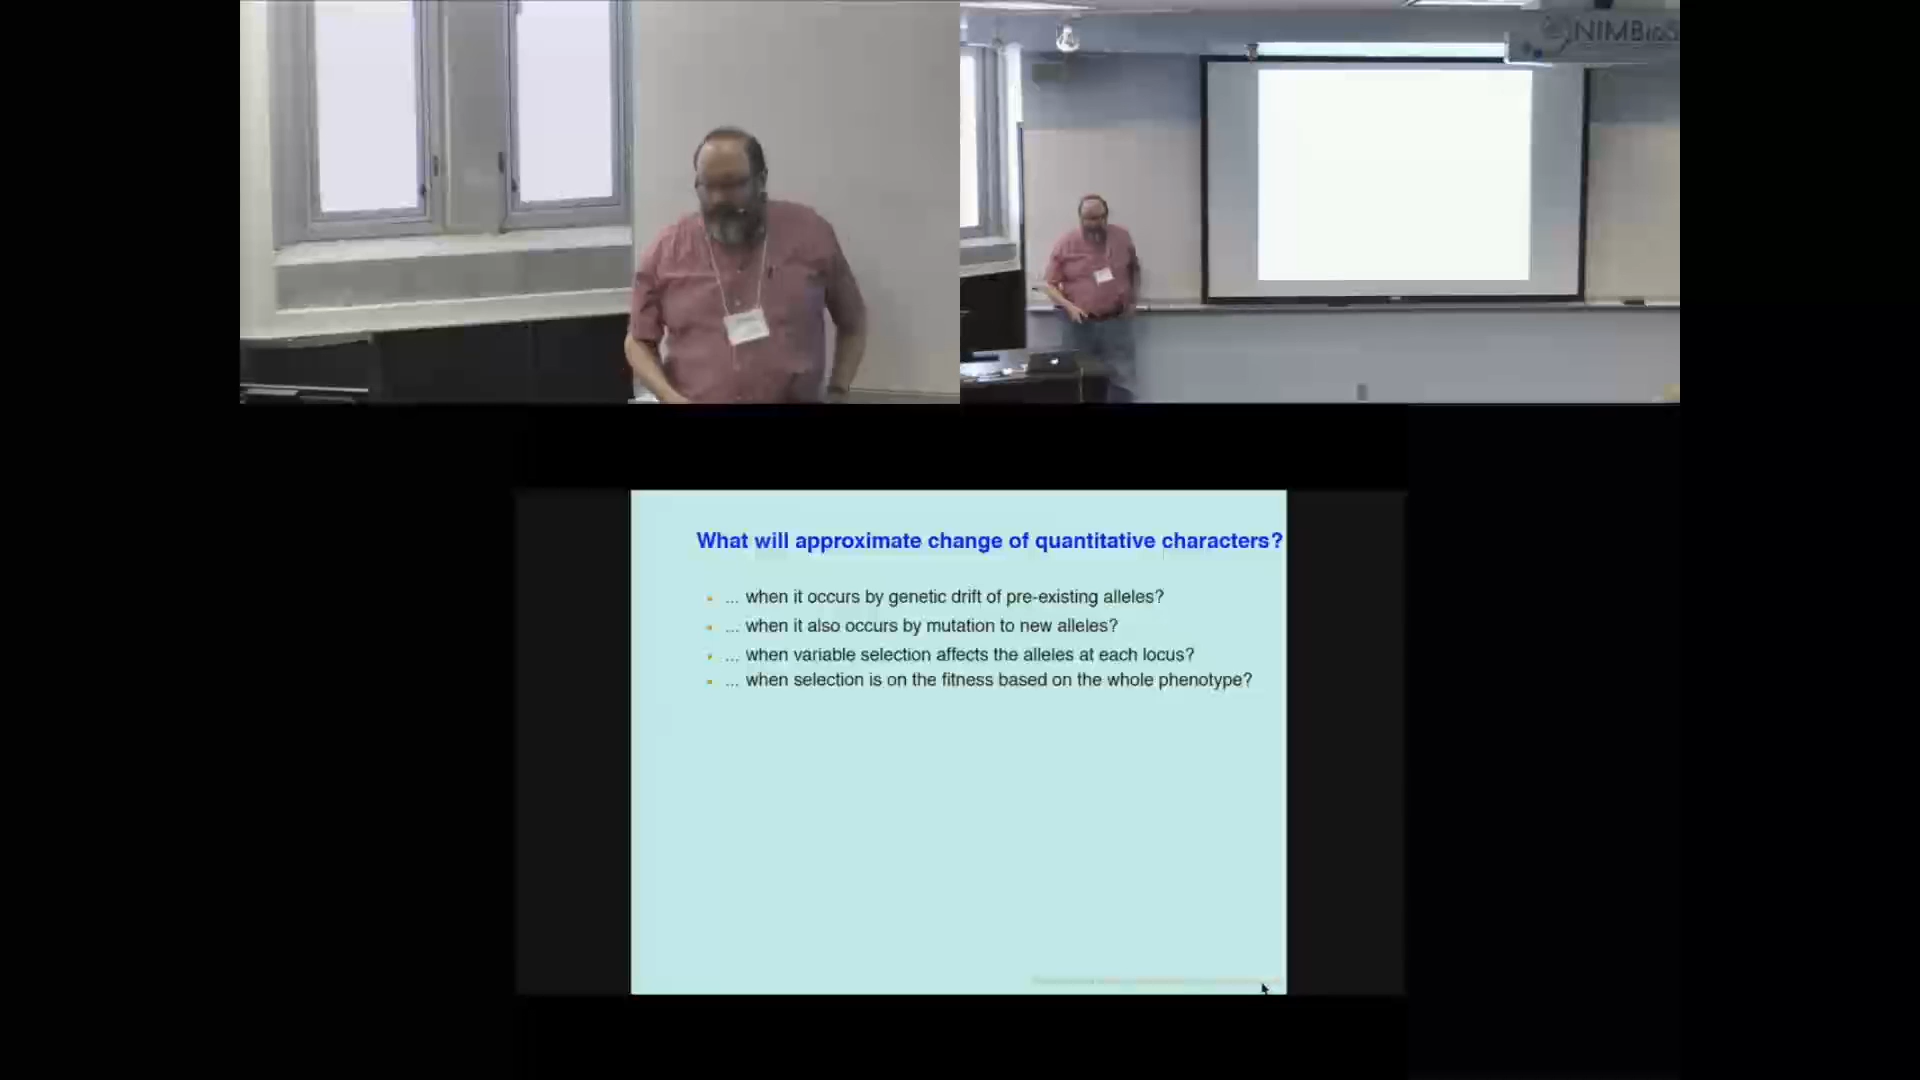 NIMBioS
What will approximate change of quantitative characters?
... when it occurs by genetic drift of pre-existing alleles?
... when it also occurs by mutation to new alleles?
... when variable selection affects the alleles at each locus?
... when selection is on the fitness based on the whole phenotype?